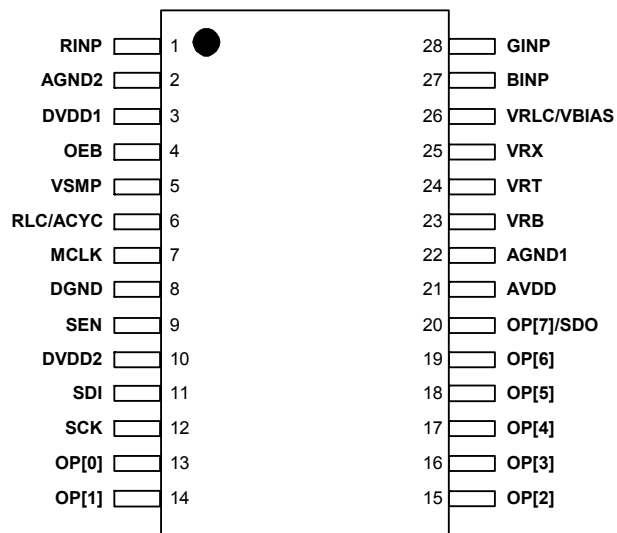 RINP 1 28 GINP
AGND2 2 27 BINP
DVDD1 3 26 VRLC/VBIAS
OEB 4 25 VRX
VSMP 5 24 VRT
RLC/ACYC 6 23 VRB
MCLK 7 22 AGND1
DGND 8 21 AVDD
SEN 9 20 OP[7]/SDO
DVDD2 10 19 OP[6]
SDI 11 18 OP[5]
SCK 12 17 OP[4]
OP[0] 13 16 OP[3]
OP[1] 14 15 OP[2]